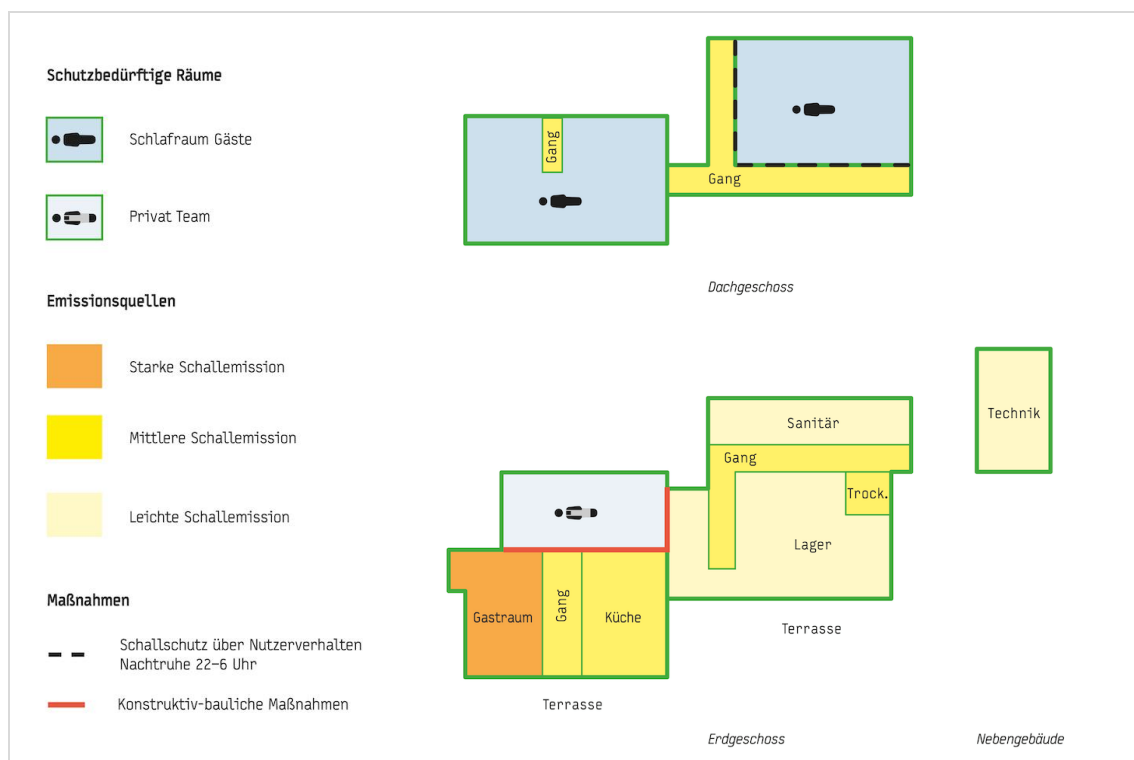 Schutzbedürftige Räume
Schlafraum Gäste
Privat Team
Emissionsquellen
Starke Schallemission
Mittlere Schallemission
Leichte Schallemission
Maßnahmen
Schallschutz über Nutzerverhalten
Nachtruhe 22–6 Uhr
Konstruktiv-bauliche Maßnahmen
Gang
Gang
Dachgeschoss
Sanitär
Gang
Trock.
Lager
Technik
Gastraum
Gang
Küche
Terrasse
Terrasse
Erdgeschoss
Nebengebäude